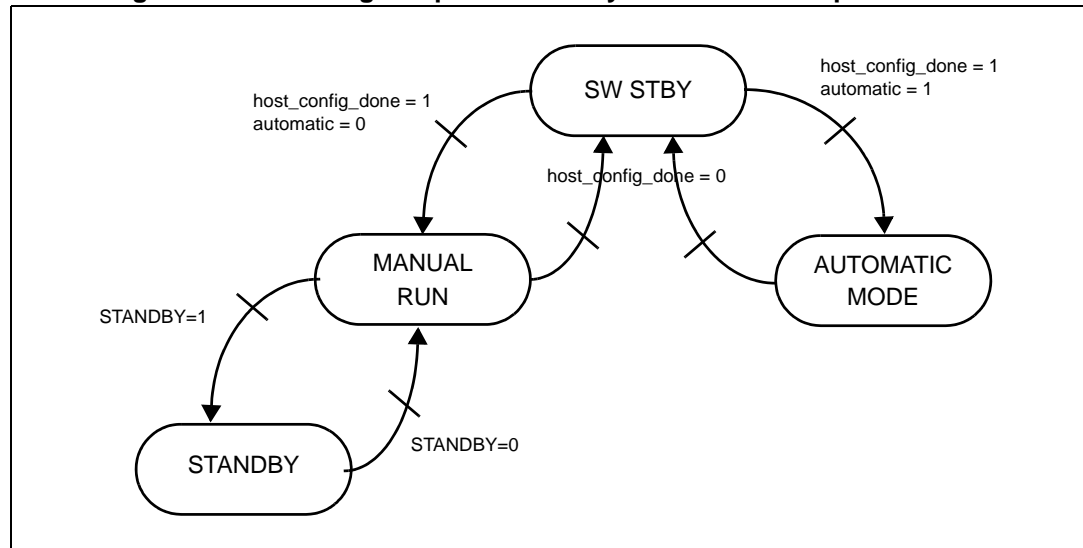 SW STBY
host_config_done = 1
automatic = 1
host_config_done = 1
automatic = 0
host_config_done = 0
MANUAL
RUN
AUTOMATIC
MODE
STANDBY=1
STANDBY=0
STANDBY